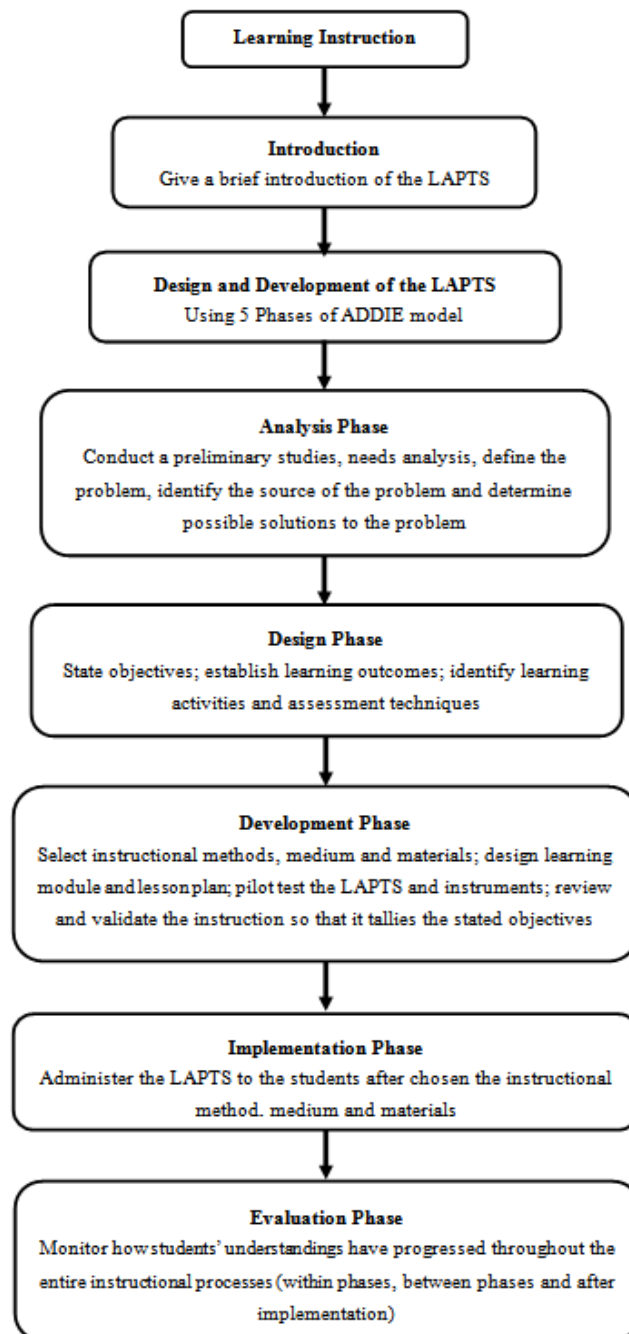 Learning Instruction
Introduction
Give a brief introduction of the LAPTS
Design and Development of the LAPTS
Using 5 Phases of ADDIE model
Analysis Phase
Conduct a preliminary studies, needs analysis, define the
problem, identify the source of the problem and determine
possible solutions to the problem
Design Phase
State objectives; establish learning outcomes; identify learning
activities and assessment techniques
Development Phase
Select instructional methods, medium and materials; design learning
module and lesson plan; pilot test the LAPTS and instruments; review
and validate the instruction so that it tallies the stated objectives
Implementation Phase
Administer the LAPTS to the students after chosen the instructional
method. medium and materials
Evaluation Phase
Monitor how students’ understandings have progressed throughout the
entire instructional processes (within phases, between phases and after
implementation)